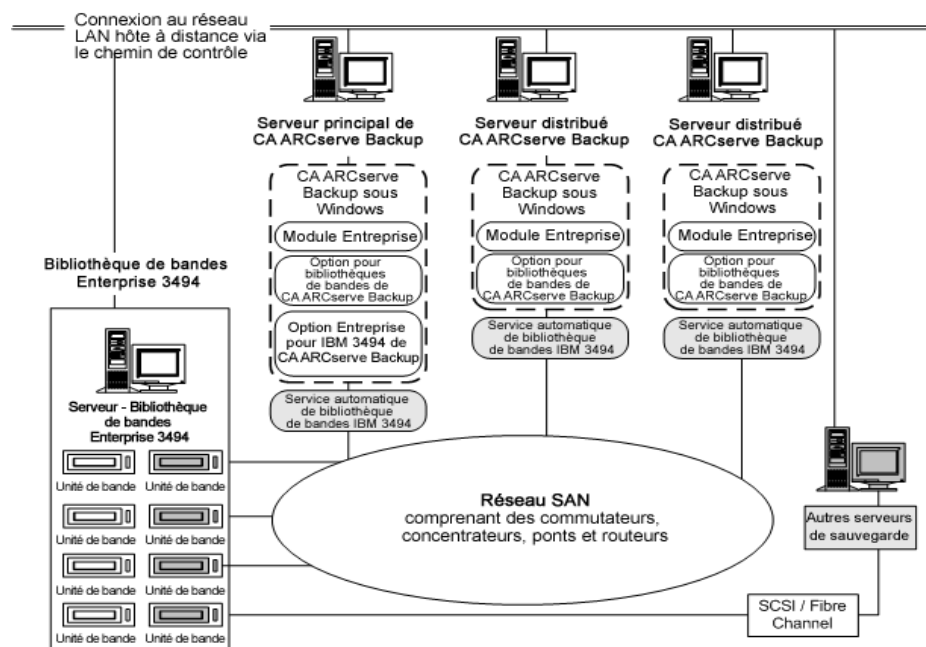 Connexion au réseau
LAN hôte à distance via
le chemin de contrôle
Serveur principal de
CA ARCserve Backup
Serveur distribué
CA ARCserve Backup
Serveur distribué
CA ARCserve Backup
CA ARCserve
Backup sous
Windows
Module Entreprise
Option pour
bibliothèques
de bandes de
CA ARCserve Backup
Option Entreprise
pour IBM 3494 de
CA ARCserve Backup
Service automatique
de bibliothèque
de bandes IBM 3494
CA ARCserve
Backup sous
Windows
Module Entreprise
Option pour
bibliothèques
de bandes de
CA ARCserve Backup
Service automatique
de bibliothèque
de bandes IBM 3494
CA ARCserve
Backup sous
Windows
Module Entreprise
Option pour
bibliothèques
de bandes de
CA ARCserve Backup
Service automatique
de bibliothèque
de bandes IBM 3494
Bibliothèque de bandes
Enterprise 3494
Serveur - Bibliothèque
de bandes
Enterprise 3494
Unité de bande
Unité de bande
Unité de bande
Unité de bande
Unité de bande
Unité de bande
Unité de bande
Unité de bande
Réseau SAN
comprenant des commutateurs,
concentrateurs, ponts et routeurs
Autres serveurs
de sauvegarde
SCSI / Fibre
Channel